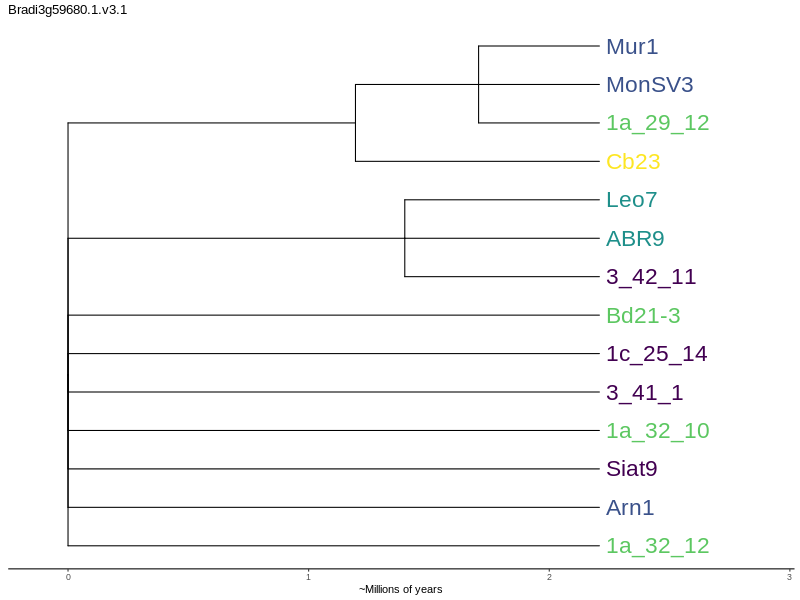 Bradi3g59680.1.v3.1
Mur1
MonSV3
1a_29_12
Cb23
Leo7
ABR9
3_42_11
Bd21-3
1c_25_14
3_41_1
1a_32_10
Siat9
Arn1
1a_32_12
0 1 2 3
~Millions of years